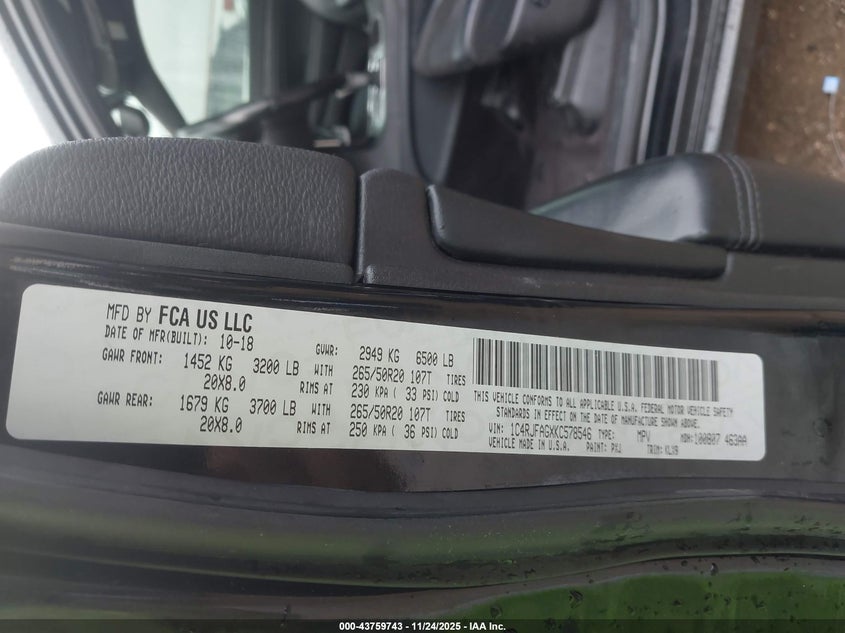 MFD BY FCA US LLC
DATE OF MFR(BUILT): 10-18 GVWR: 2949 KG 6500 LB
GAWR FRONT: 1452 KG 3200 LB WITH 265/50R20 107T TIRES
20X8.0 RIMS AT 230 KPA ( 33 PSI) COLD
GAWR REAR: 1679 KG 3700 LB WITH 265/50R20 107T TIRES
20X8.0 RIMS AT 250 KPA ( 36 PSI) COLD
THIS VEHICLE CONFORMS TO ALL APPLICABLE U.S.A. FEDERAL MOTOR VEHICLE SAFETY
STANDARDS IN EFFECT ON THE DATE OF MANUFACTURE SHOWN ABOVE.
VIN: 1C4RJFAGXKC578546 TYPE: MPV MDH: 100807 463AA
VEHICLE MADE IN U.S.A. PAINT: PXJ TRIM: XLX9
000-43759743 - 11/24/2025 - IAA Inc.